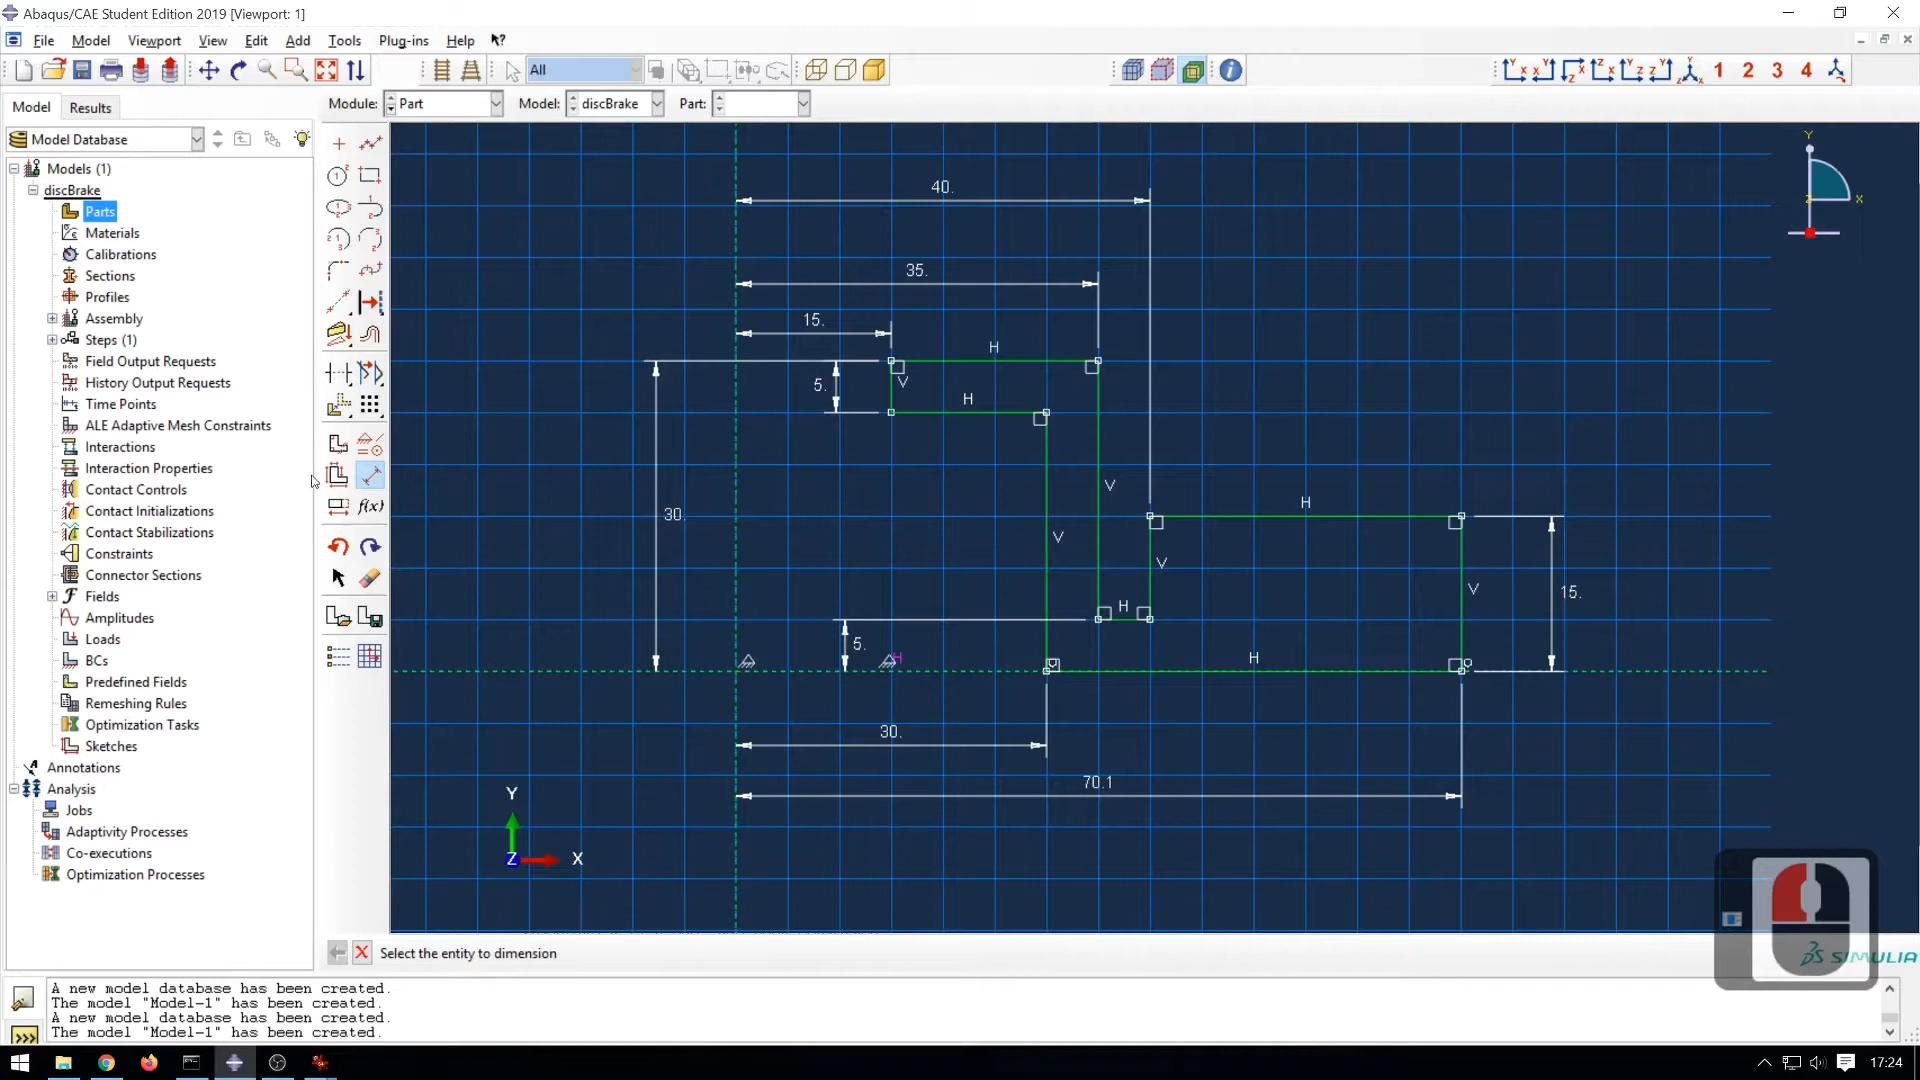 Abaqus/CAE Student Edition 2019 [Viewport: 1]
File Model Viewport View Edit Add Tools Plug-ins Help
All
1 2 3 4
Model Results
Module: Part Model: discBrake Part:
Model Database
Models (1)
discBrake
Parts
Materials
Calibrations
Sections
Profiles
Assembly
Steps (1)
Field Output Requests
History Output Requests
Time Points
ALE Adaptive Mesh Constraints
Interactions
Interaction Properties
Contact Controls
Contact Initializations
Contact Stabilizations
Constraints
Connector Sections
Fields
Amplitudes
Loads
BCs
Predefined Fields
Remeshing Rules
Optimization Tasks
Sketches
Annotations
Analysis
Jobs
Adaptivity Processes
Co-executions
Optimization Processes
f(x)
Y
X
Z
40.
35.
15.
H
5.
V
H
30.
V
H
V
V
V
H
15.
5.
H
H
30.
70.1
Y
Z X
SIMULIA
Select the entity to dimension
A new model database has been created.
The model "Model-1" has been created.
A new model database has been created.
The model "Model-1" has been created.
>>>
17:24